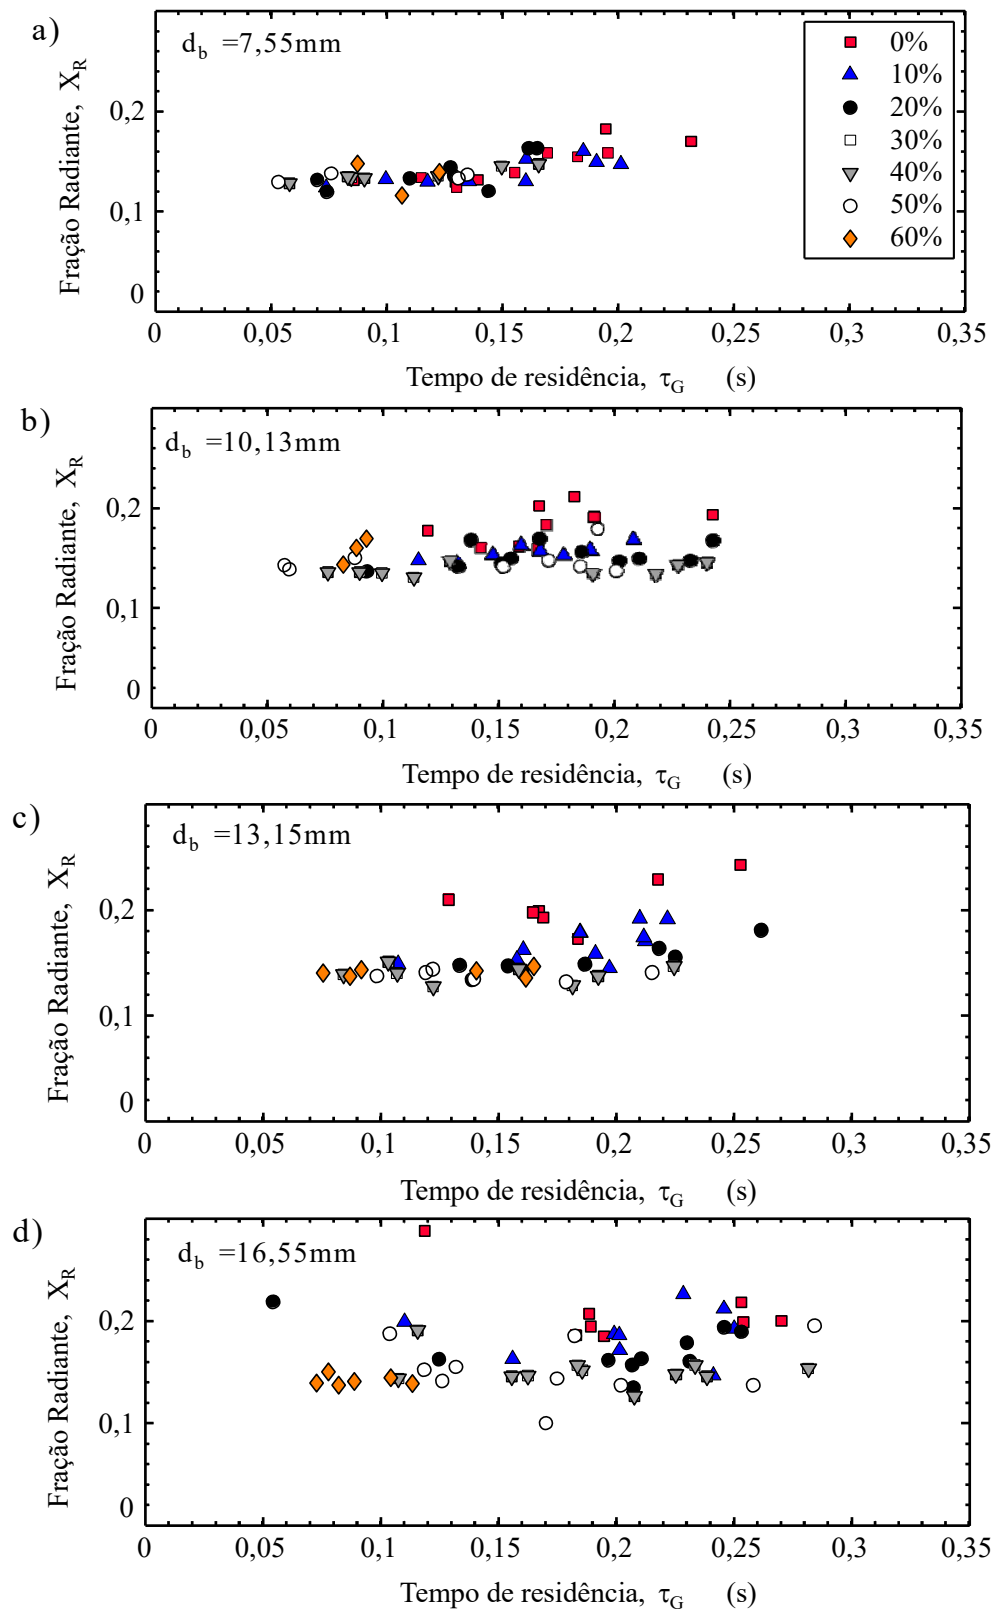 a)
d_b =7,55mm
0%
10%
20%
30%
40%
50%
60%
Fração Radiante, X_R
0,2
0,1
0
0 0,05 0,1 0,15 0,2 0,25 0,3 0,35
Tempo de residência, τ_G (s)
b)
d_b =10,13mm
Fração Radiante, X_R
0,2
0,1
0
0 0,05 0,1 0,15 0,2 0,25 0,3 0,35
Tempo de residência, τ_G (s)
c)
d_b =13,15mm
Fração Radiante, X_R
0,2
0,1
0
0 0,05 0,1 0,15 0,2 0,25 0,3 0,35
Tempo de residência, τ_G (s)
d)
d_b =16,55mm
Fração Radiante, X_R
0,2
0,1
0
0 0,05 0,1 0,15 0,2 0,25 0,3 0,35
Tempo de residência, τ_G (s)